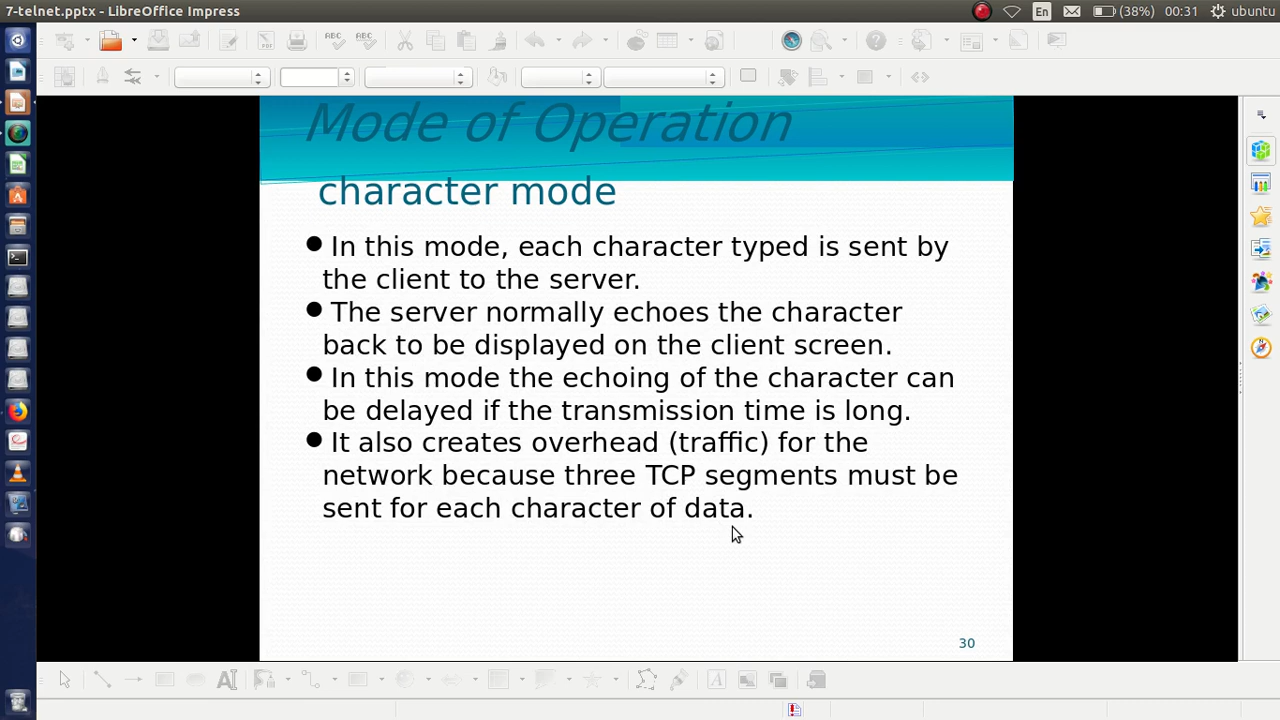 7-telnet.pptx - LibreOffice Impress
En
(38%)
00:31
ubuntu
ABC
ABC
Mode of Operation
character mode
● In this mode, each character typed is sent by
the client to the server.
● The server normally echoes the character
back to be displayed on the client screen.
● In this mode the echoing of the character can
be delayed if the transmission time is long.
● It also creates overhead (traffic) for the
network because three TCP segments must be
sent for each character of data.
30